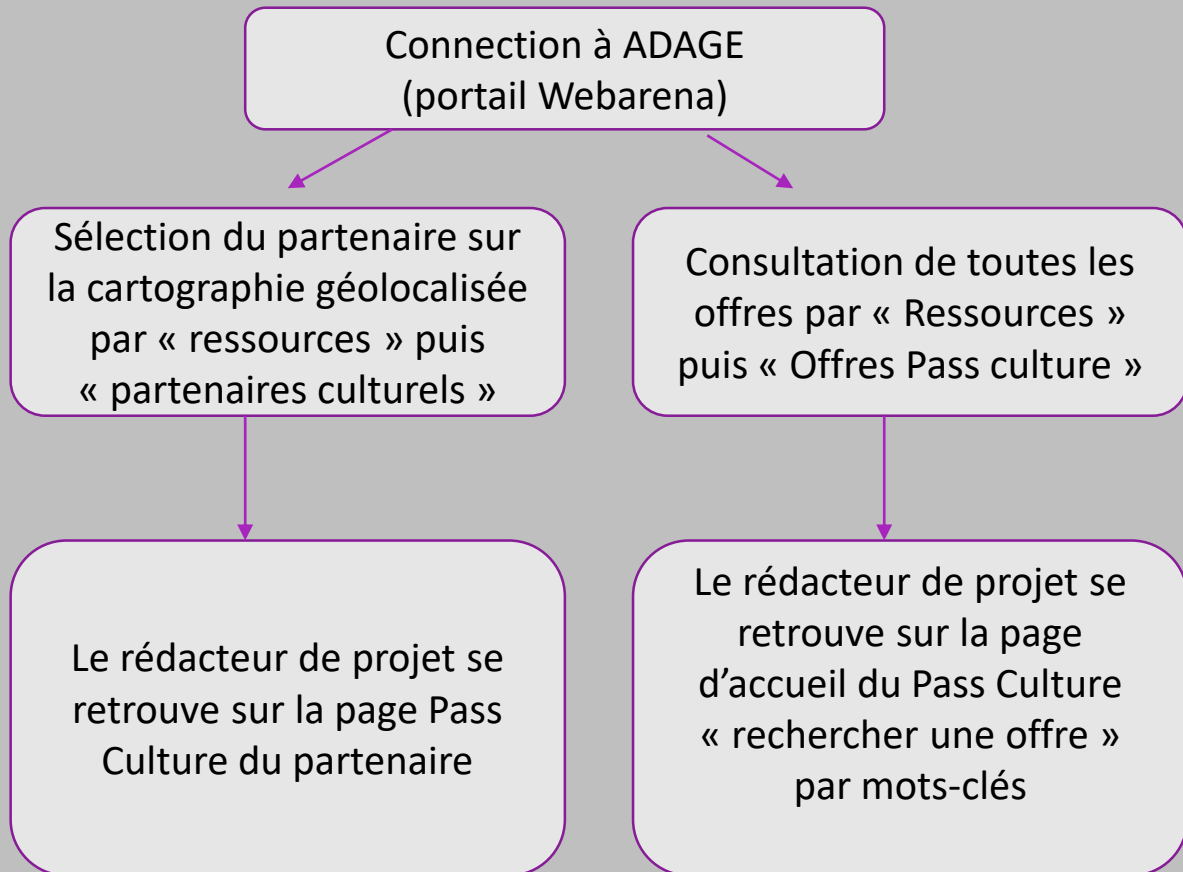 Connection à ADAGE
(portail Webarena)
Sélection du partenaire sur
la cartographie géolocalisée
par « ressources » puis
« partenaires culturels »
Consultation de toutes les
offres par « Ressources »
puis « Offres Pass culture »
Le rédacteur de projet se
retrouve sur la page Pass
Culture du partenaire
Le rédacteur de projet se
retrouve sur la page
d’accueil du Pass Culture
« rechercher une offre »
par mots-clés